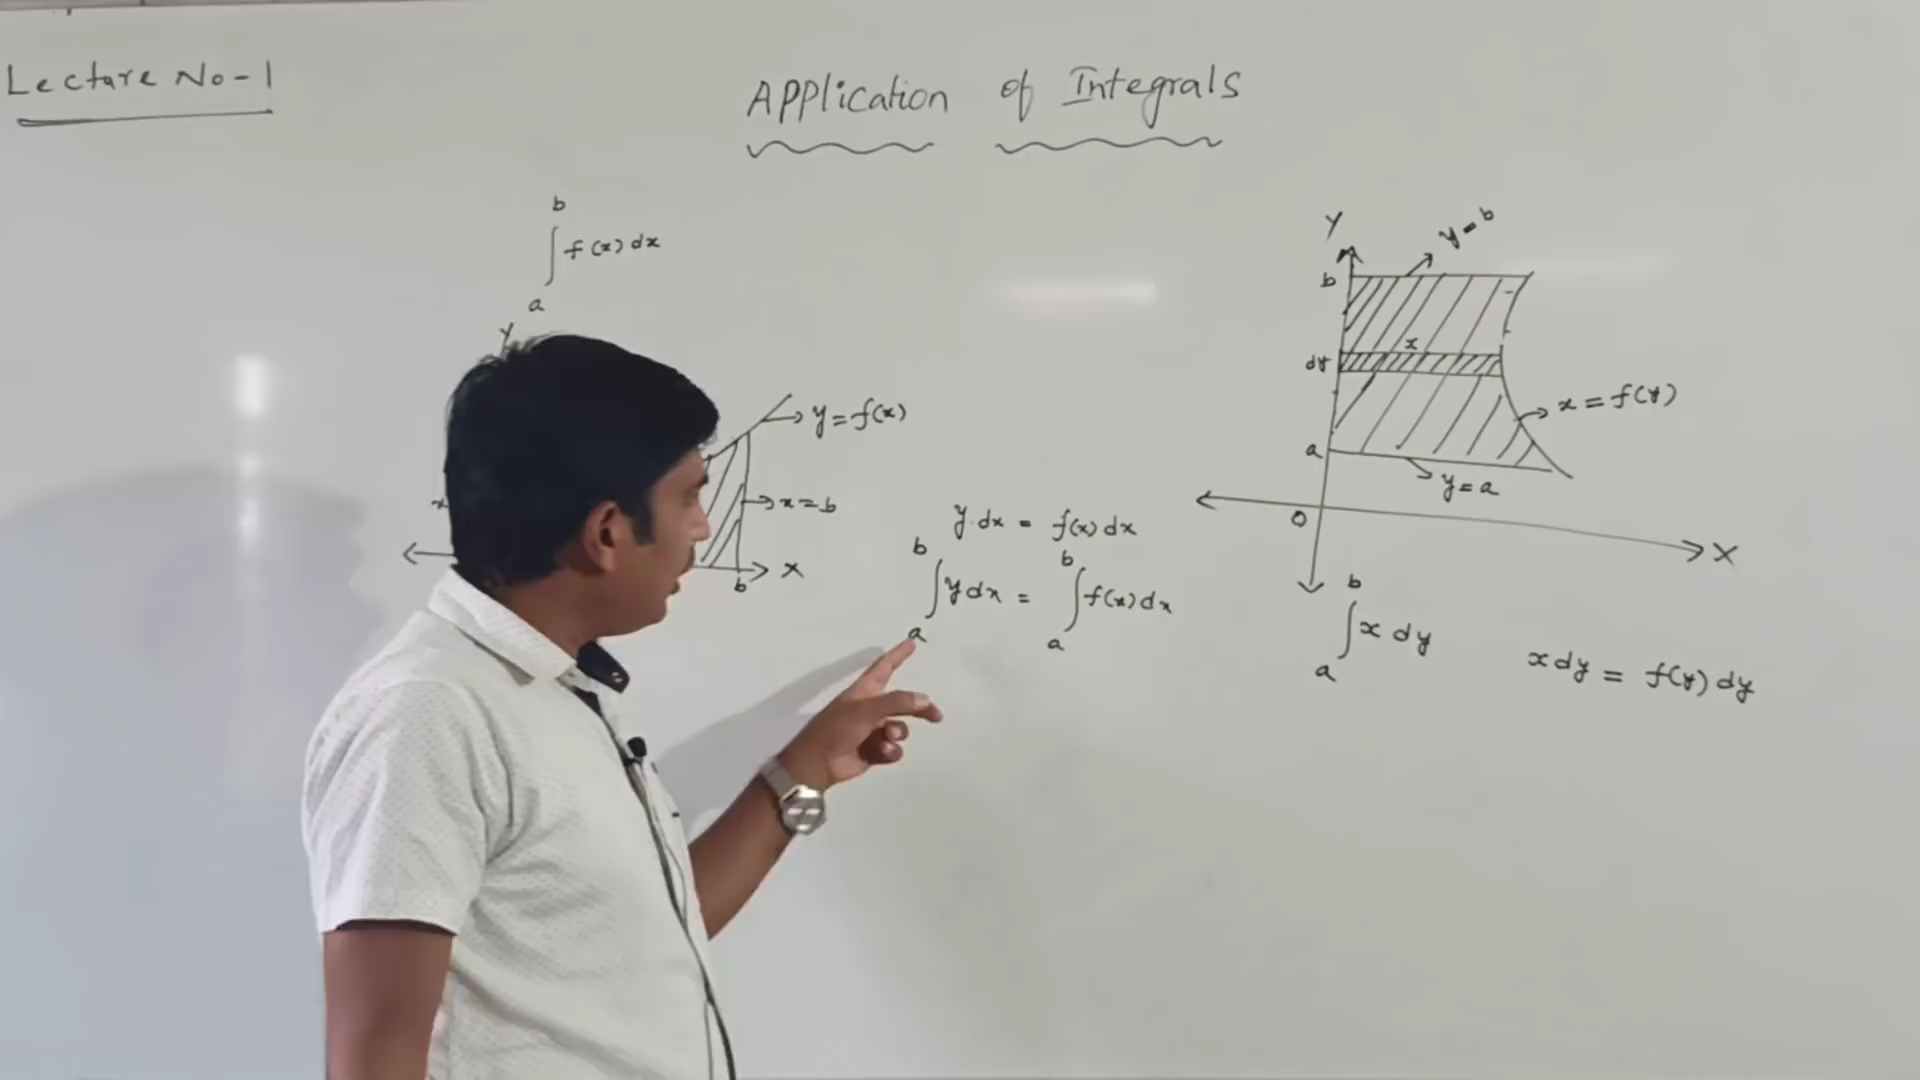 Lecture No-1
Application of Integrals
b
∫ f(x) dx
a
Y
y = f(x)
x = b
b
X
y.dx = f(x) dx
b b
∫ y dx = ∫ f(x) dx
a a
Y
y = b
b
x
dy
x = f(y)
a
y = a
O
X
b
∫ x dy
a
x dy = f(y) dy